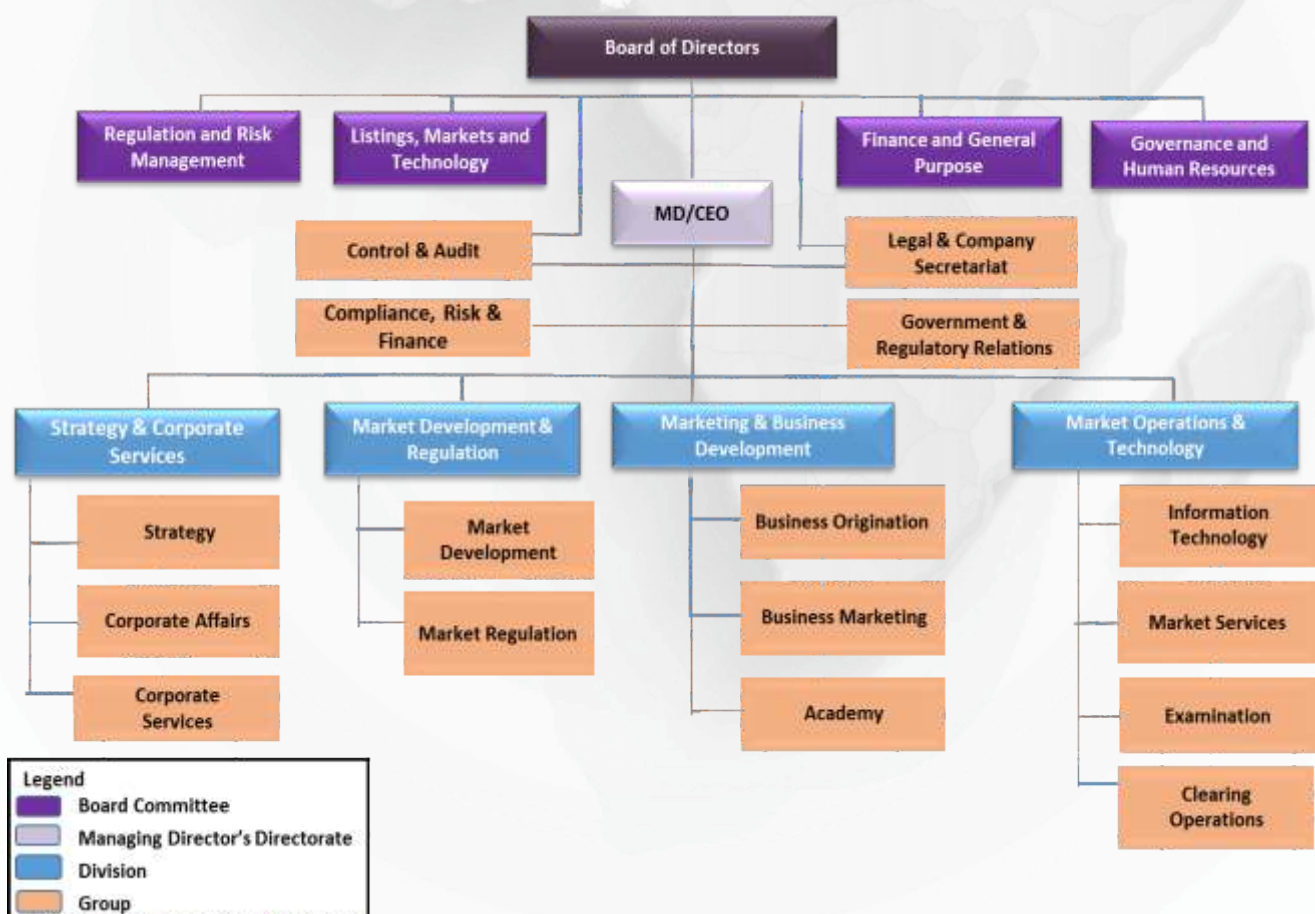 Board of Directors
Regulation and Risk
Management
Listings, Markets and
Technology
Finance and General
Purpose
Governance and
Human Resources
MD/CEO
Control & Audit
Legal & Company
Secretariat
Compliance, Risk &
Finance
Government &
Regulatory Relations
Strategy & Corporate
Services
Market Development &
Regulation
Marketing & Business
Development
Market Operations &
Technology
Strategy
Corporate Affairs
Corporate
Services
Market
Development
Market Regulation
Business Origination
Business Marketing
Academy
Information
Technology
Market Services
Examination
Clearing
Operations
Legend
Board Committee
Managing Director's Directorate
Division
Group